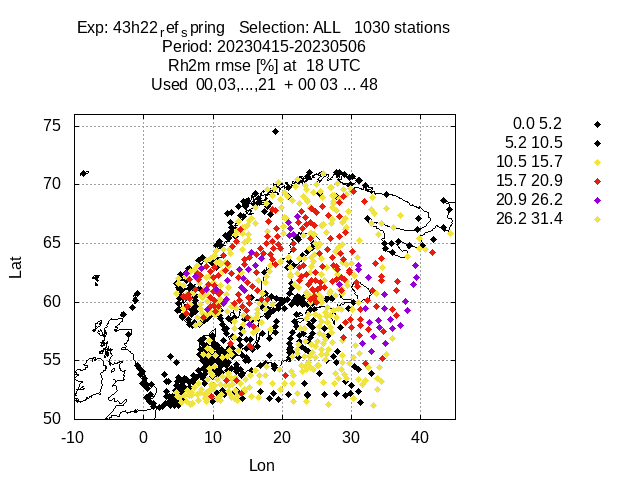 Exp: 43h22ref spring   Selection: ALL   1030 stations
Period: 20230415-20230506
Rh2m rmse [%] at  18 UTC
Used  00,03,...,21  + 00 03 ... 48
0.0 5.2
5.2 10.5
10.5 15.7
15.7 20.9
20.9 26.2
26.2 31.4
75
70
65
60
55
50
Lat
-10 0 10 20 30 40
Lon